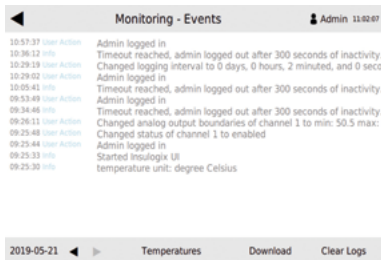 Monitoring - Events
Admin 11:02:07
10:57:37 User Action Admin logged in
10:36:12 Info Timeout reached, admin logged out after 300 seconds of inactivity.
10:29:19 User Action Changed logging interval to 0 days, 0 hours, 2 minuted, and 0 seco
10:29:02 User Action Admin logged in
10:05:41 Info Timeout reached, admin logged out after 300 seconds of inactivity.
09:53:49 User Action Admin logged in
09:34:46 Info Timeout reached, admin logged out after 300 seconds of inactivity.
09:26:11 User Action Changed analog output boundaries of channel 1 to min: 50.5 max:
09:25:48 User Action Changed status of channel 1 to enabled
09:25:44 User Action Admin logged in
09:25:33 Info Started Insulogix UI
09:25:30 Info temperature unit: degree Celsius
2019-05-21 Temperatures Download Clear Logs